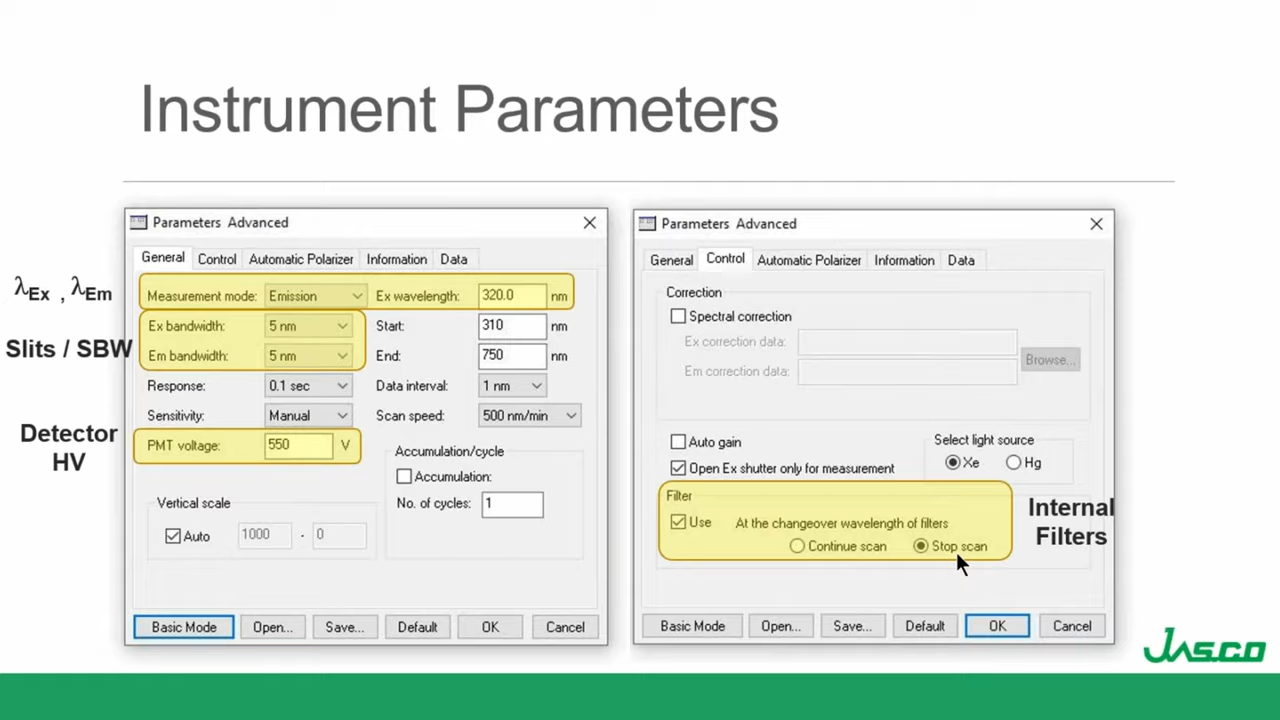 Instrument Parameters
λEx , λEm
Slits / SBW
Detector
HV
Parameters Advanced
General Control Automatic Polarizer Information Data
Measurement mode: Emission Ex wavelength: 320.0 nm
Ex bandwidth: 5 nm Start: 310 nm
Em bandwidth: 5 nm End: 750 nm
Response: 0.1 sec Data interval: 1 nm
Sensitivity: Manual Scan speed: 500 nm/min
PMT voltage: 550 V
Accumulation/cycle
Accumulation:
No. of cycles: 1
Vertical scale
Auto 1000 - 0
Basic Mode Open... Save... Default OK Cancel
Parameters Advanced
General Control Automatic Polarizer Information Data
Correction
Spectral correction
Ex correction data:
Em correction data:
Browse...
Auto gain
Open Ex shutter only for measurement
Select light source
Xe Hg
Filter
Use At the changeover wavelength of filters
Continue scan Stop scan
Basic Mode Open... Save... Default OK Cancel
Internal
Filters
JASCO